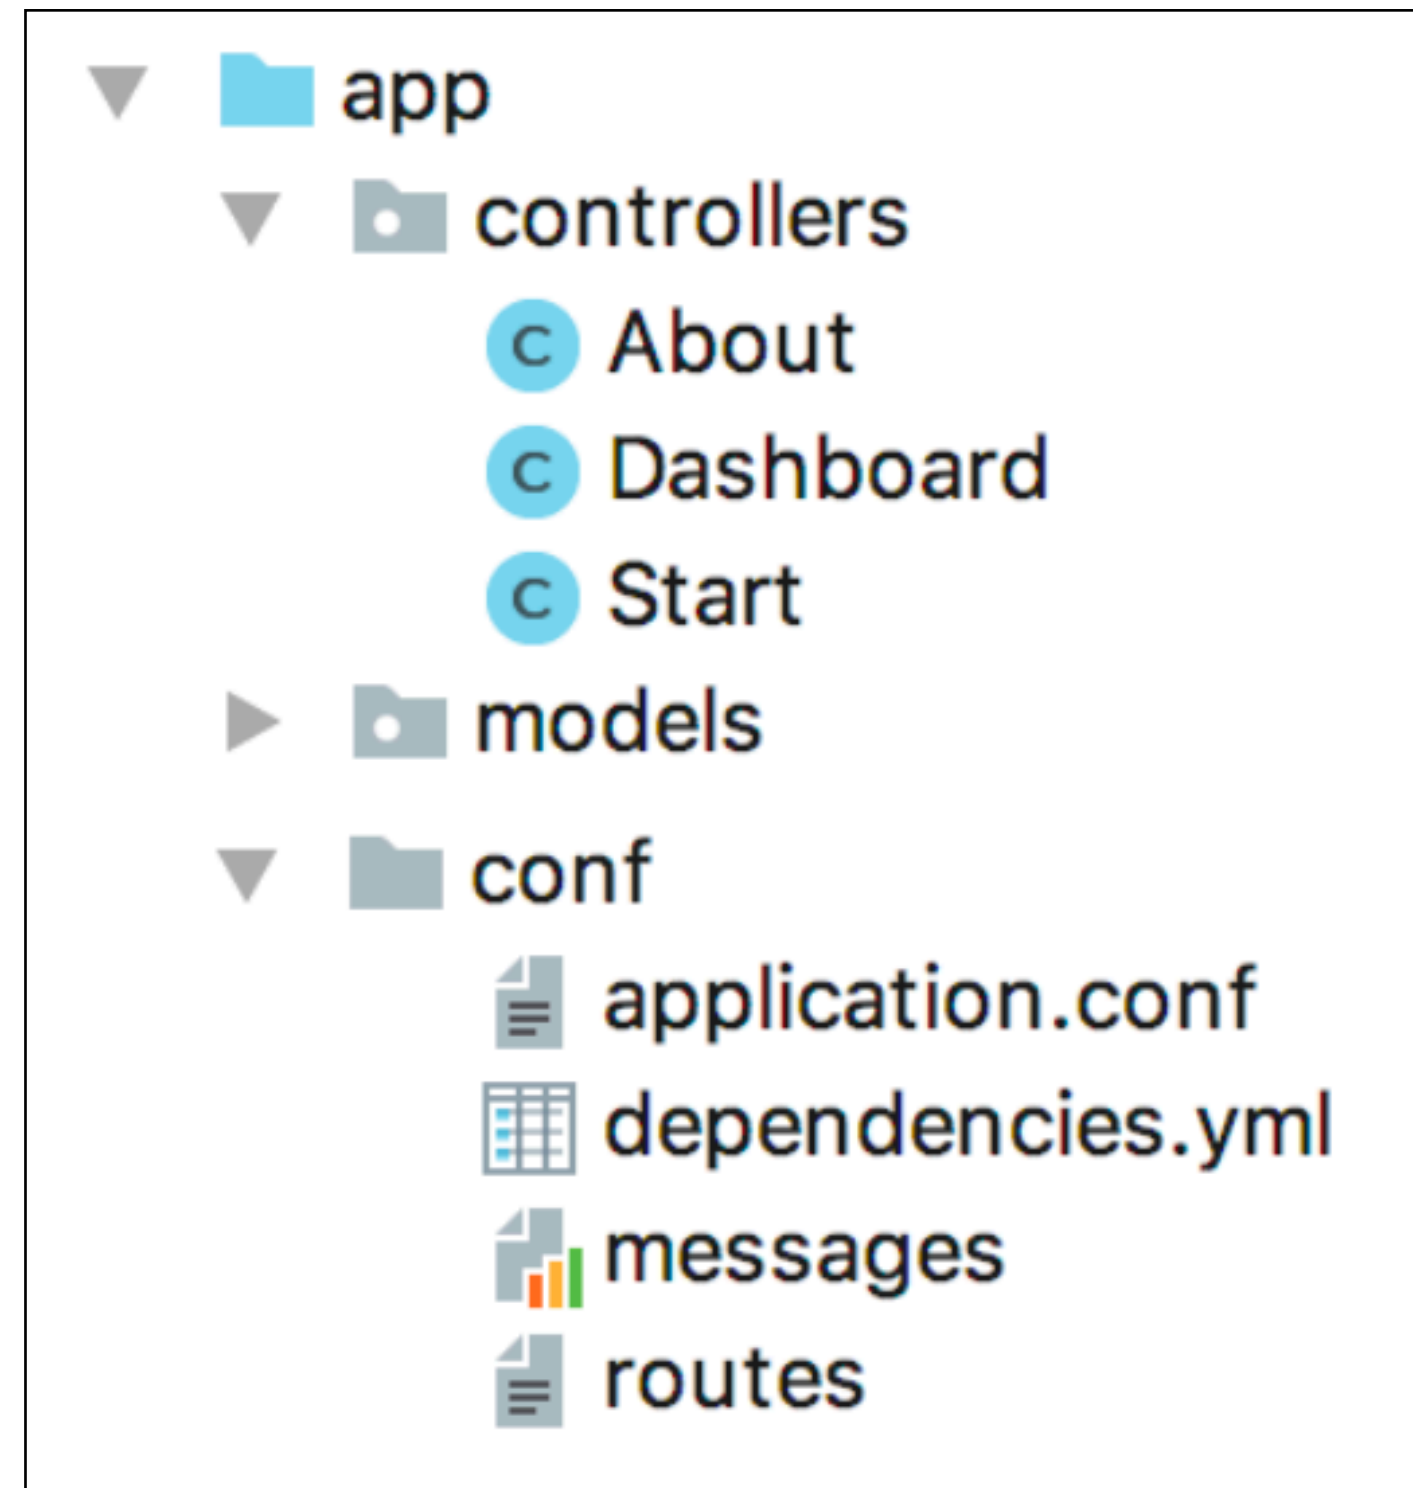 app
controllers
C About
C Dashboard
C Start
models
conf
application.conf
dependencies.yml
messages
routes